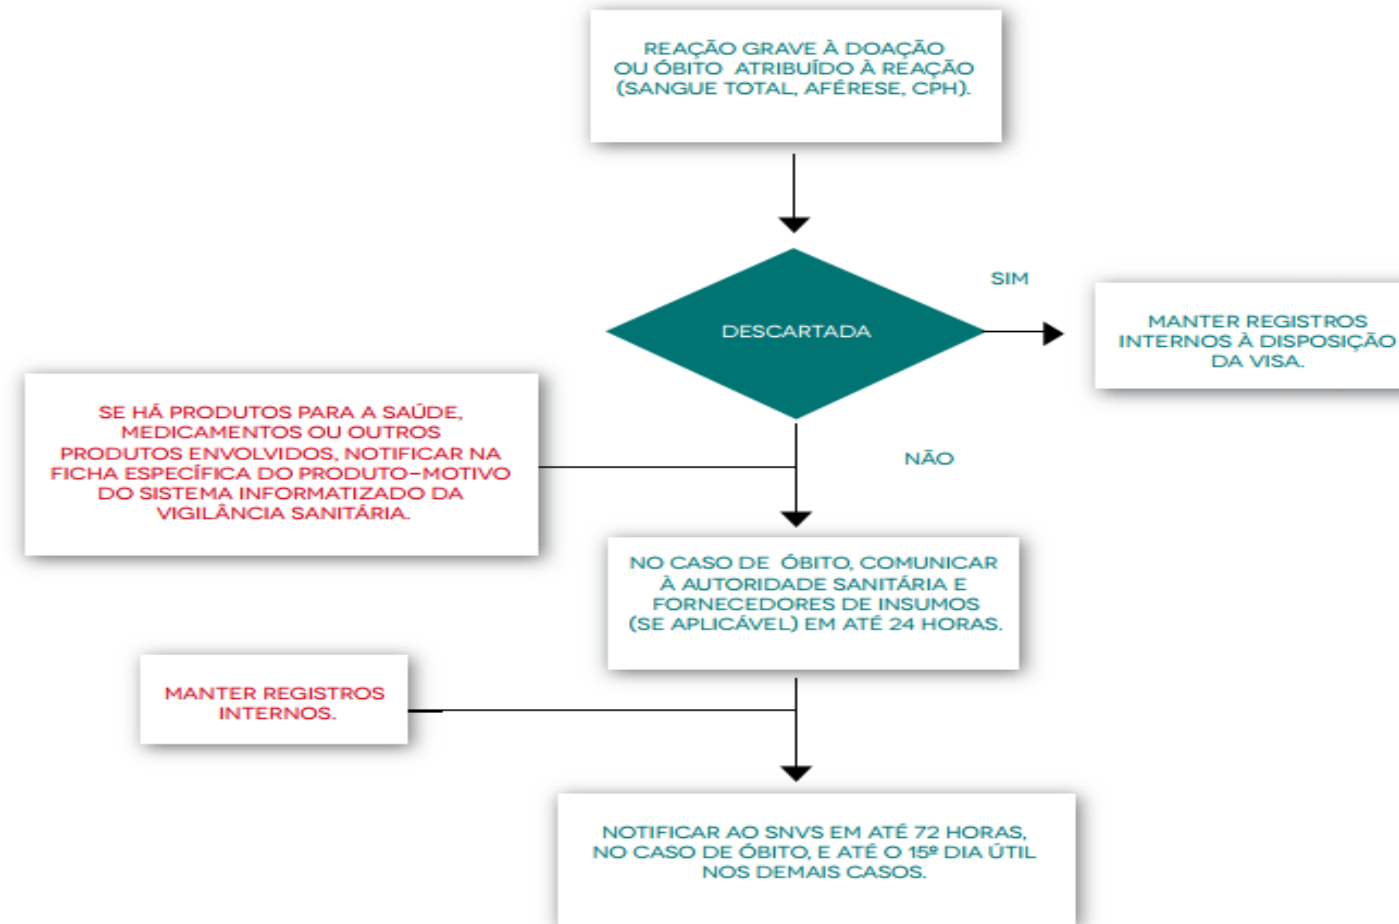 REAÇÃO GRAVE À DOAÇÃO
OU ÓBITO ATRIBUÍDO À REAÇÃO
(SANGUE TOTAL, AFÉRESE, CPH).
SIM
DESCARTADA
MANTER REGISTROS
INTERNOS À DISPOSIÇÃO
DA VISA.
SE HÁ PRODUTOS PARA A SAÚDE,
MEDICAMENTOS OU OUTROS
PRODUTOS ENVOLVIDOS, NOTIFICAR NA
FICHA ESPECÍFICA DO PRODUTO-MOTIVO
DO SISTEMA INFORMATIZADO DA
VIGILÂNCIA SANITÁRIA.
NÃO
NO CASO DE ÓBITO, COMUNICAR
À AUTORIDADE SANITÁRIA E
FORNECEDORES DE INSUMOS
(SE APLICÁVEL) EM ATÉ 24 HORAS.
MANTER REGISTROS
INTERNOS.
NOTIFICAR AO SNVS EM ATÉ 72 HORAS,
NO CASO DE ÓBITO, E ATÉ O 15º DIA ÚTIL
NOS DEMAIS CASOS.